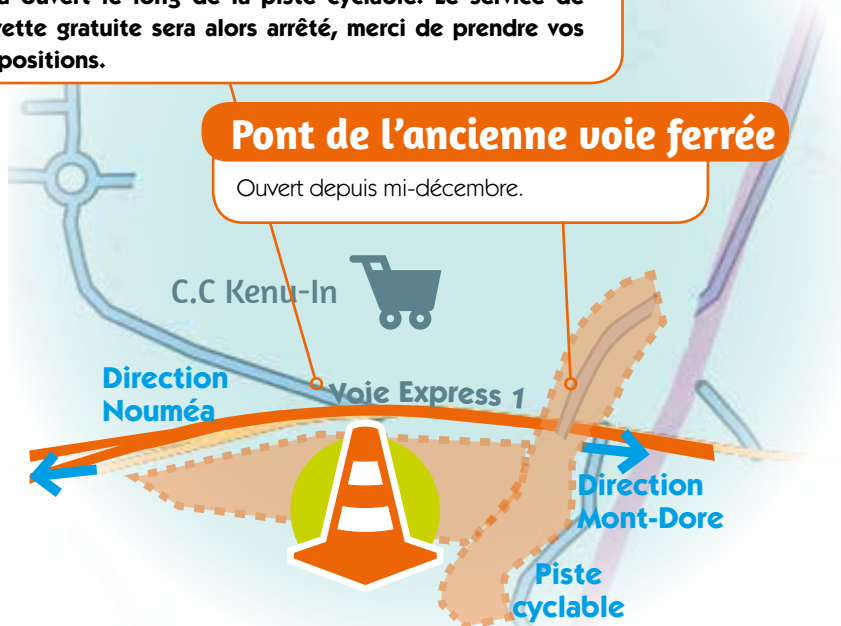 ouvert le long de la piste cyclable. Le service de
gratuite sera alors arrêté, merci de prendre vos
Pont de l'ancienne voie ferrée
Ouvert depuis mi-décembre.
C.C Kenu-In
Direction
Nouméa
Voie Express 1
Direction
Mont-Dore
Piste
cyclable